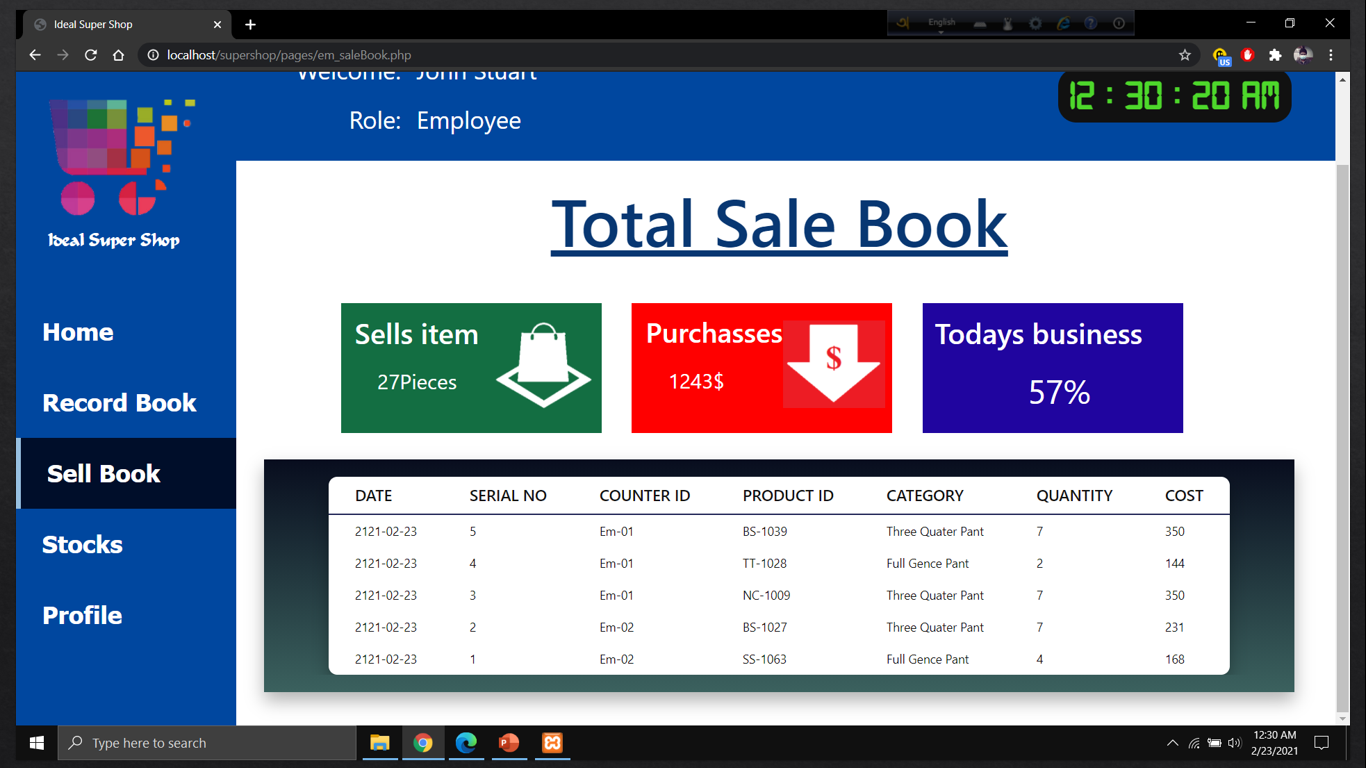 Ideal Super Shop
English
localhost/supershop/pages/em_saleBook.php
US
Welcome: John Stuart
12 : 30 : 20 AM
Role: Employee
Ideal Super Shop
Total Sale Book
Home
Record Book
Sell Book
Stocks
Profile
Sells item
27Pieces
Purchasses
1243$
$
Todays business
57%
DATE SERIAL NO COUNTER ID PRODUCT ID CATEGORY QUANTITY COST
2121-02-23 5 Em-01 BS-1039 Three Quater Pant 7 350
2121-02-23 4 Em-01 TT-1028 Full Gence Pant 2 144
2121-02-23 3 Em-01 NC-1009 Three Quater Pant 7 350
2121-02-23 2 Em-02 BS-1027 Three Quater Pant 7 231
2121-02-23 1 Em-02 SS-1063 Full Gence Pant 4 168
Type here to search
12:30 AM
2/23/2021